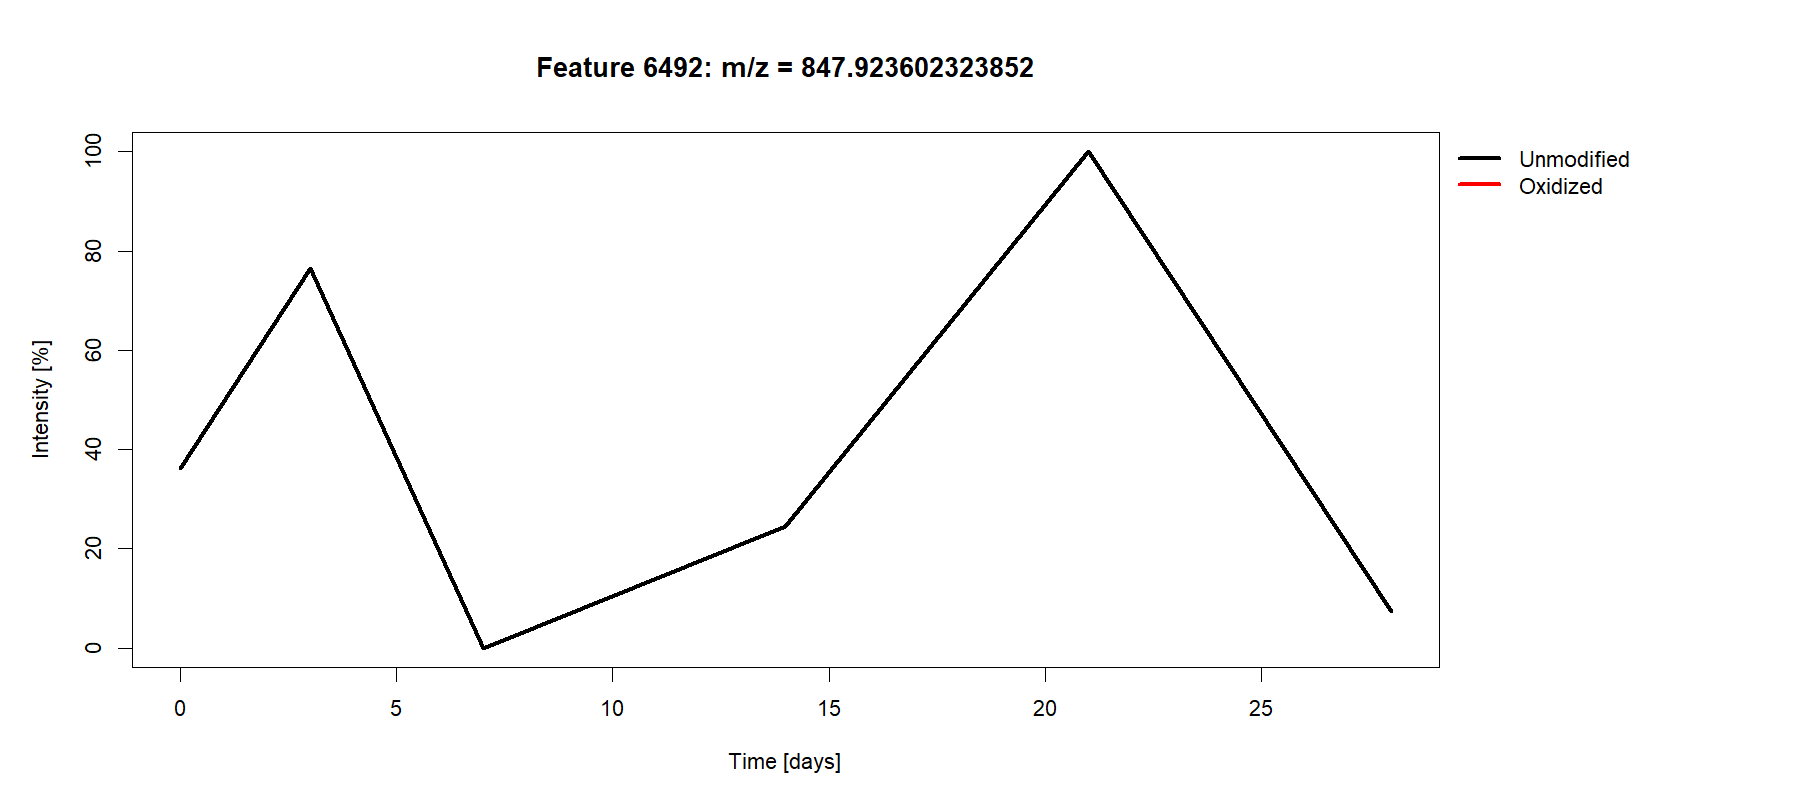 Feature 6492: m/z = 847.923602323852
Unmodified
Oxidized
Intensity [%]
100
80
60
40
20
0
0 5 10 15 20 25
Time [days]